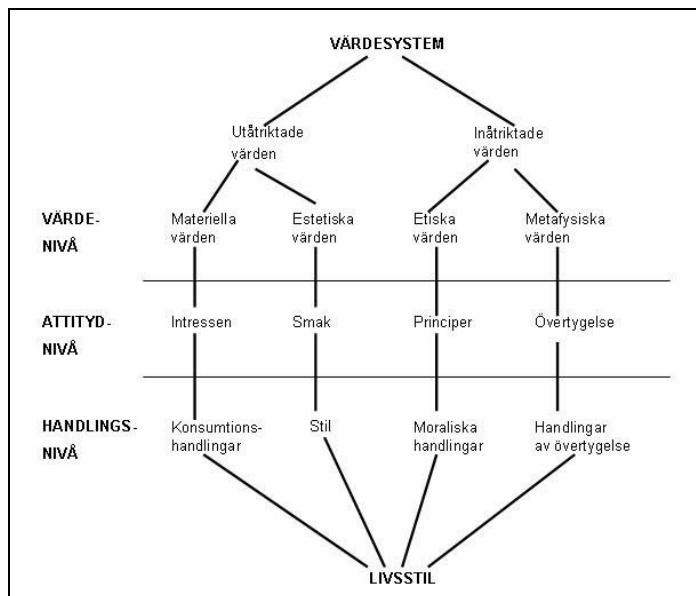 VÄRDESYSTEM
Utåtriktade
värden
Inåtriktade
värden
VÄRDE-
NIVÅ
Materiella
värden
Estetiska
värden
Etiska
värden
Metafysiska
värden
ATTITYD-
NIVÅ
Intressen
Smak
Principer
Övertygelse
HANDLINGS-
NIVÅ
Konsumtions-
handlingar
Stil
Moraliska
handlingar
Handlingar
av övertygelse
LIVSSTIL